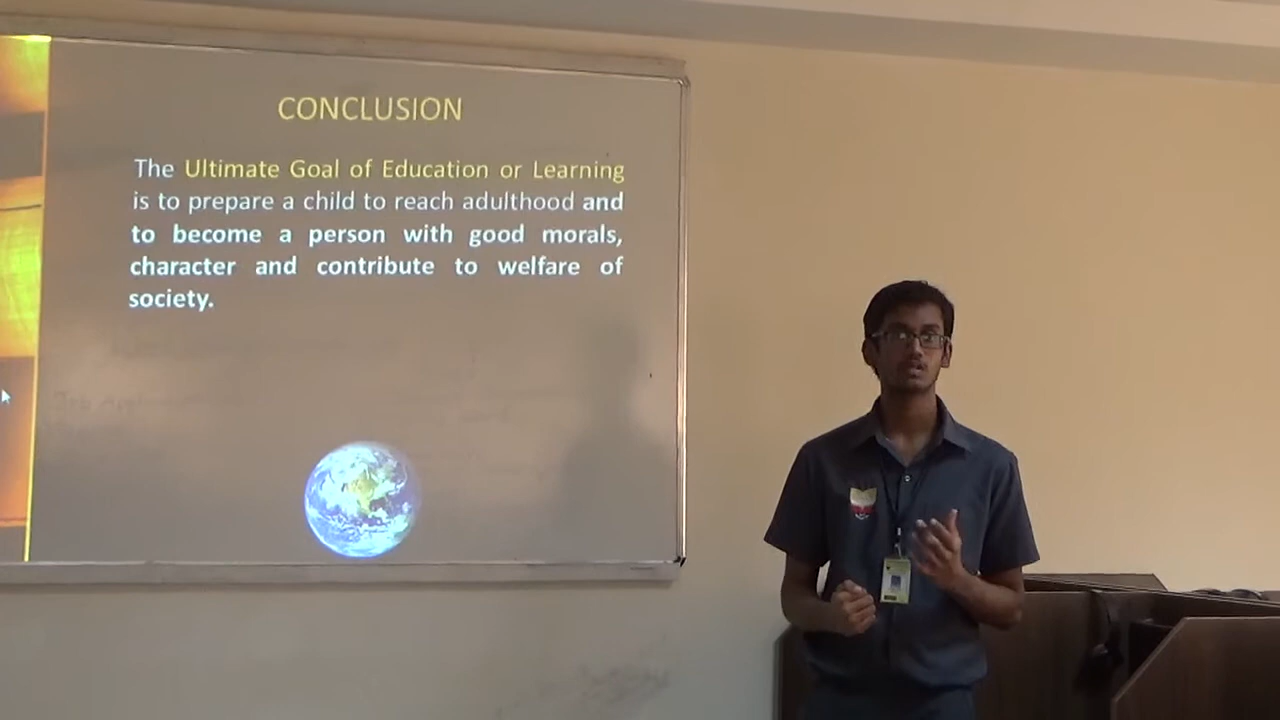 CONCLUSION
The Ultimate Goal of Education or Learning
is to prepare a child to reach adulthood and
to become a person with good morals,
character and contribute to welfare of
society.